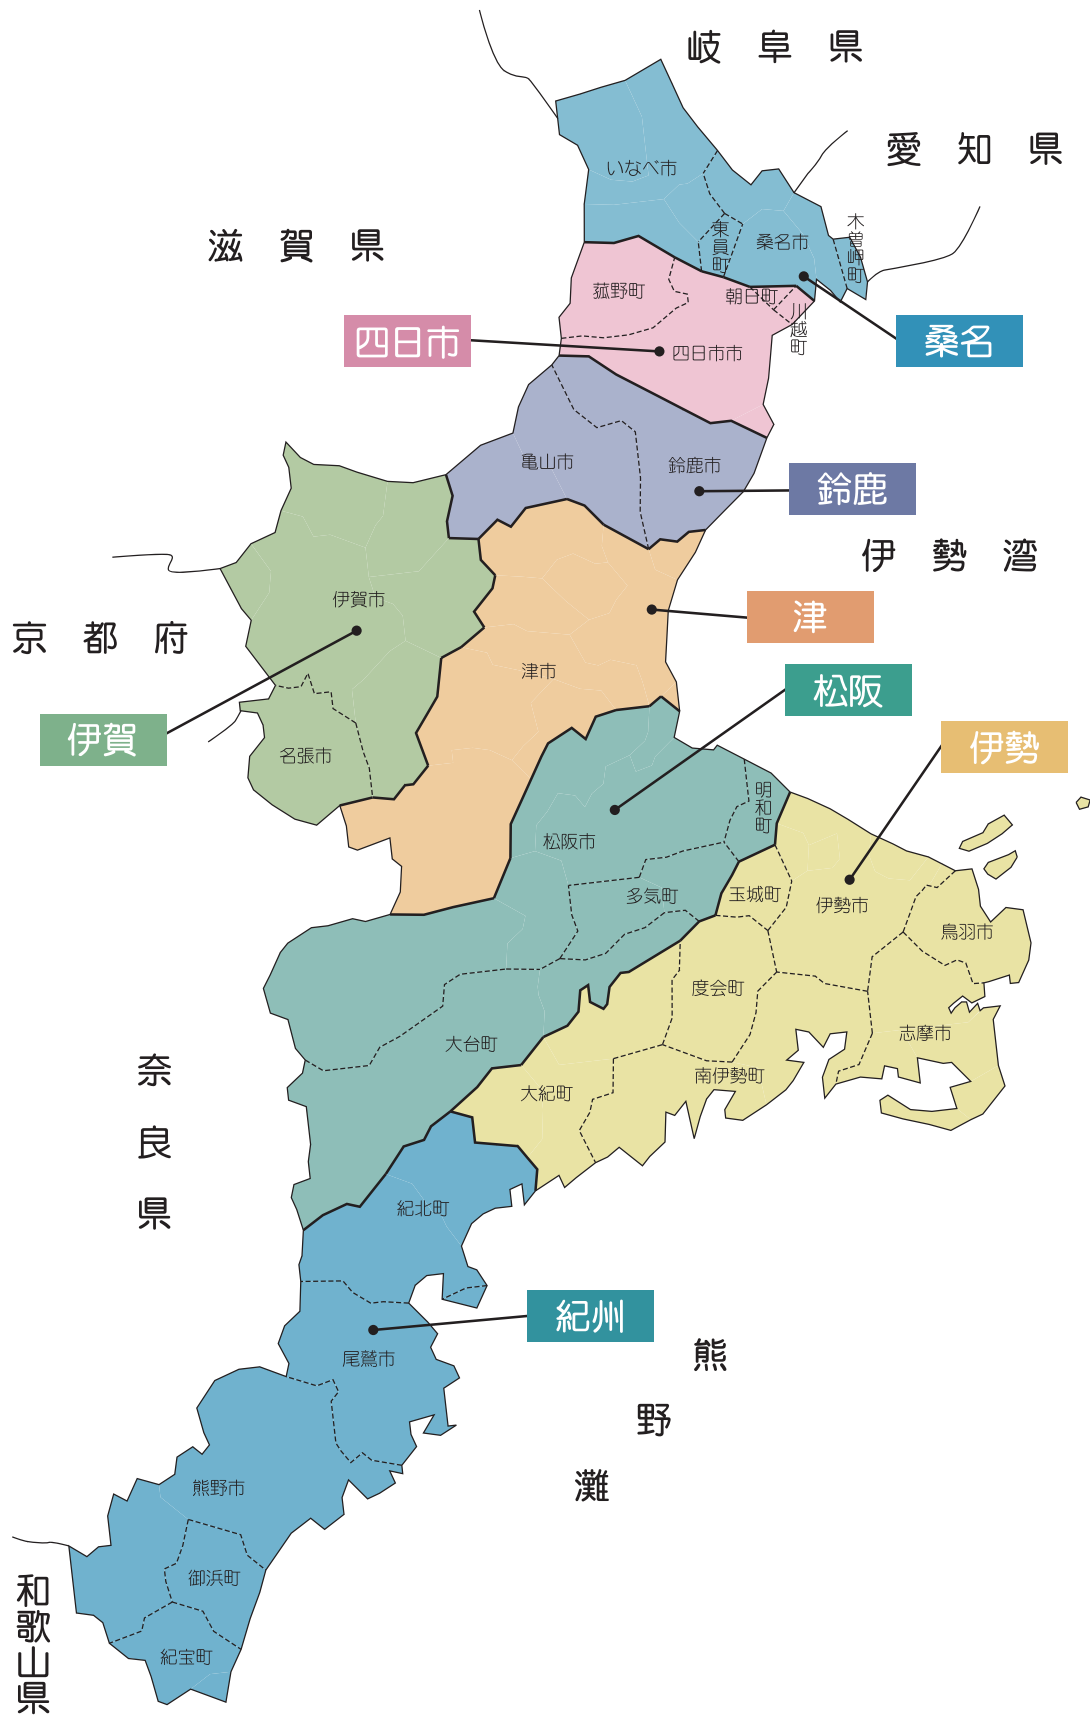 岐阜県
愛知県
いなべ市
滋賀県
東員町
桑名市
木曽岬町
菰野町
朝日町
川越町
四日市
桑名
四日市市
亀山市
鈴鹿市
鈴鹿
伊勢湾
伊賀市
津
京都府
津市
松阪
伊賀
伊勢
名張市
明和町
松阪市
多気町
玉城町
伊勢市
鳥羽市
度会町
大台町
志摩市
奈良県
大紀町
南伊勢町
紀北町
紀州
尾鷲市
熊野灘
熊野市
御浜町
和歌山県
紀宝町